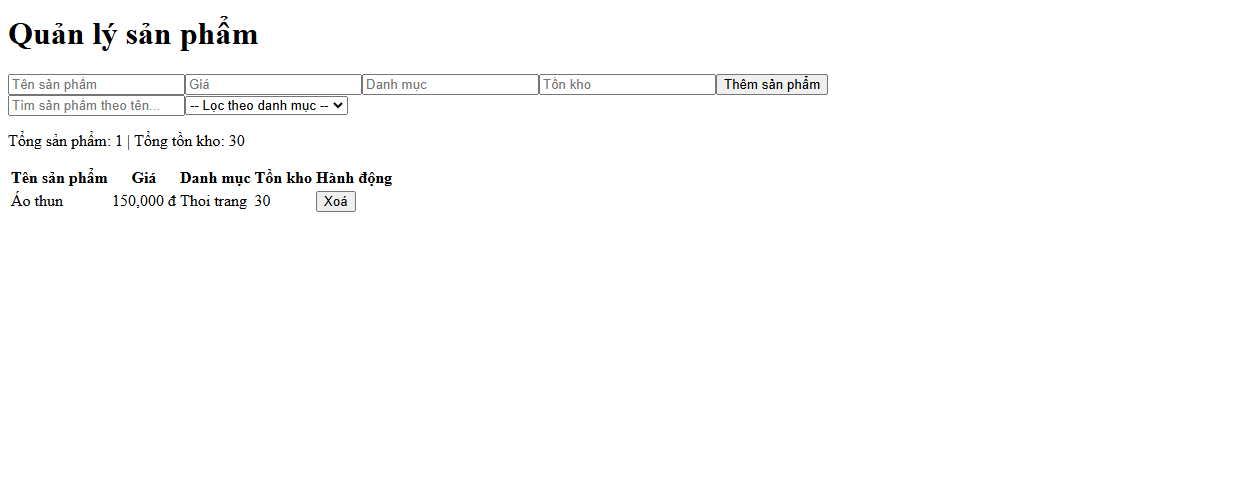 Quản lý sản phẩm
Tên sản phẩm Giá Danh mục Tồn kho Thêm sản phẩm
Tìm sản phẩm theo tên... -- Lọc theo danh mục --
Tổng sản phẩm: 1 | Tổng tồn kho: 30
Tên sản phẩm Giá Danh mục Tồn kho Hành động
Áo thun 150,000 đ Thoi trang 30 Xoá